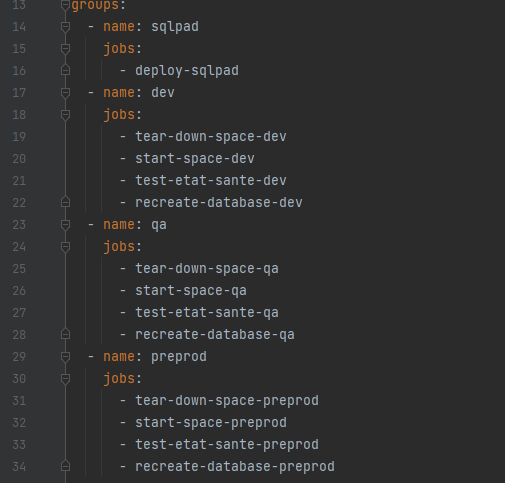 13 groups:
14   - name: sqlpad
15     jobs:
16       - deploy-sqlpad
17   - name: dev
18     jobs:
19       - tear-down-space-dev
20       - start-space-dev
21       - test-etat-sante-dev
22       - recreate-database-dev
23   - name: qa
24     jobs:
25       - tear-down-space-qa
26       - start-space-qa
27       - test-etat-sante-qa
28       - recreate-database-qa
29   - name: preprod
30     jobs:
31       - tear-down-space-preprod
32       - start-space-preprod
33       - test-etat-sante-preprod
34       - recreate-database-preprod